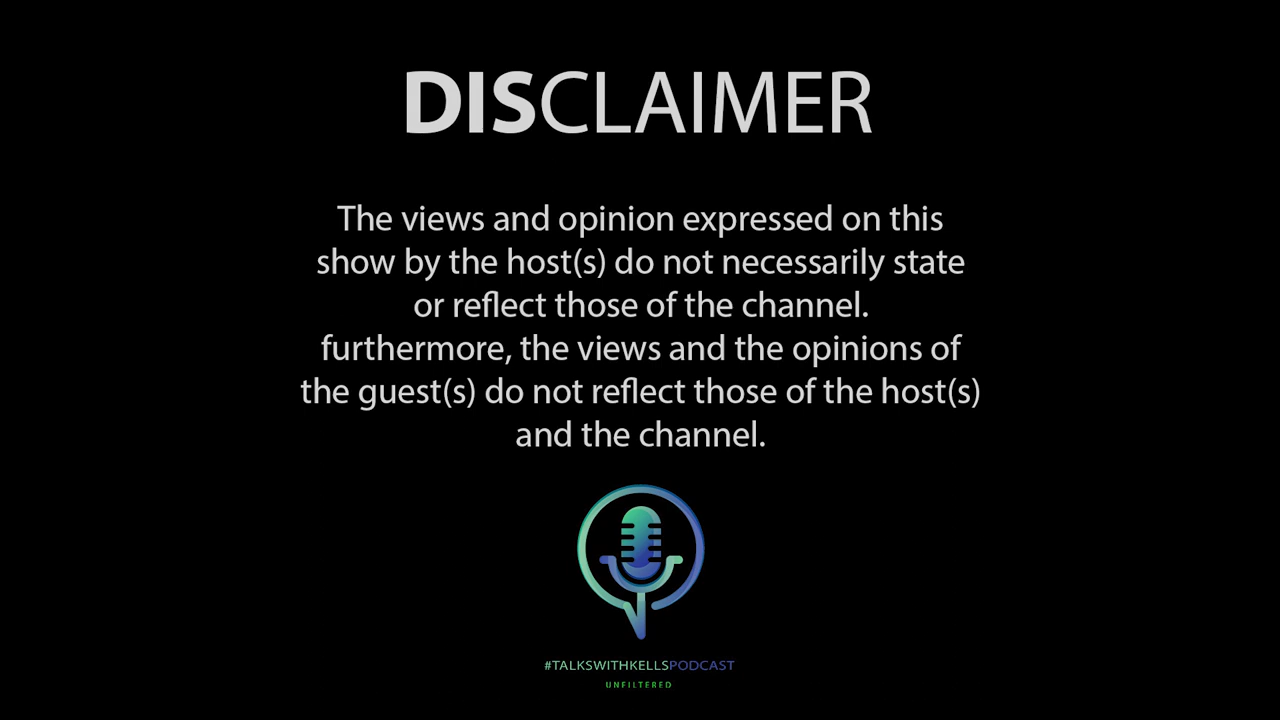 DISCLAIMER
The views and opinion expressed on this
show by the host(s) do not necessarily state
or reflect those of the channel.
furthermore, the views and the opinions of
the guest(s) do not reflect those of the host(s)
and the channel.
#TALKSWITHKELLSPODCAST
UNFILTERED